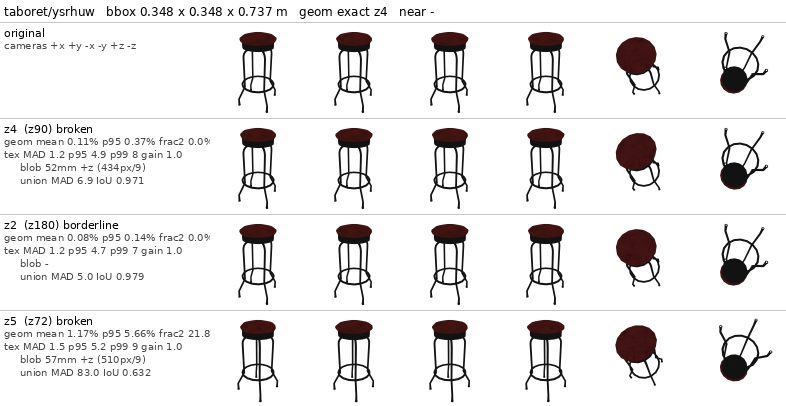 taboret/ysrhuw bbox 0.348 x 0.348 x 0.737 m geom exact z4 near -
original
cameras +x +y -x -y +z -z
z4 (z90) broken
geom mean 0.11% p95 0.37% frac2 0.0%
tex MAD 1.2 p95 4.9 p99 8 gain 1.0
blob 52mm +z (434px/9)
union MAD 6.9 IoU 0.971
z2 (z180) borderline
geom mean 0.08% p95 0.14% frac2 0.0%
tex MAD 1.2 p95 4.7 p99 7 gain 1.0
blob -
union MAD 5.0 IoU 0.979
z5 (z72) broken
geom mean 1.17% p95 5.66% frac2 21.8
tex MAD 1.5 p95 5.2 p99 9 gain 1.0
blob 57mm +z (510px/9)
union MAD 83.0 IoU 0.632